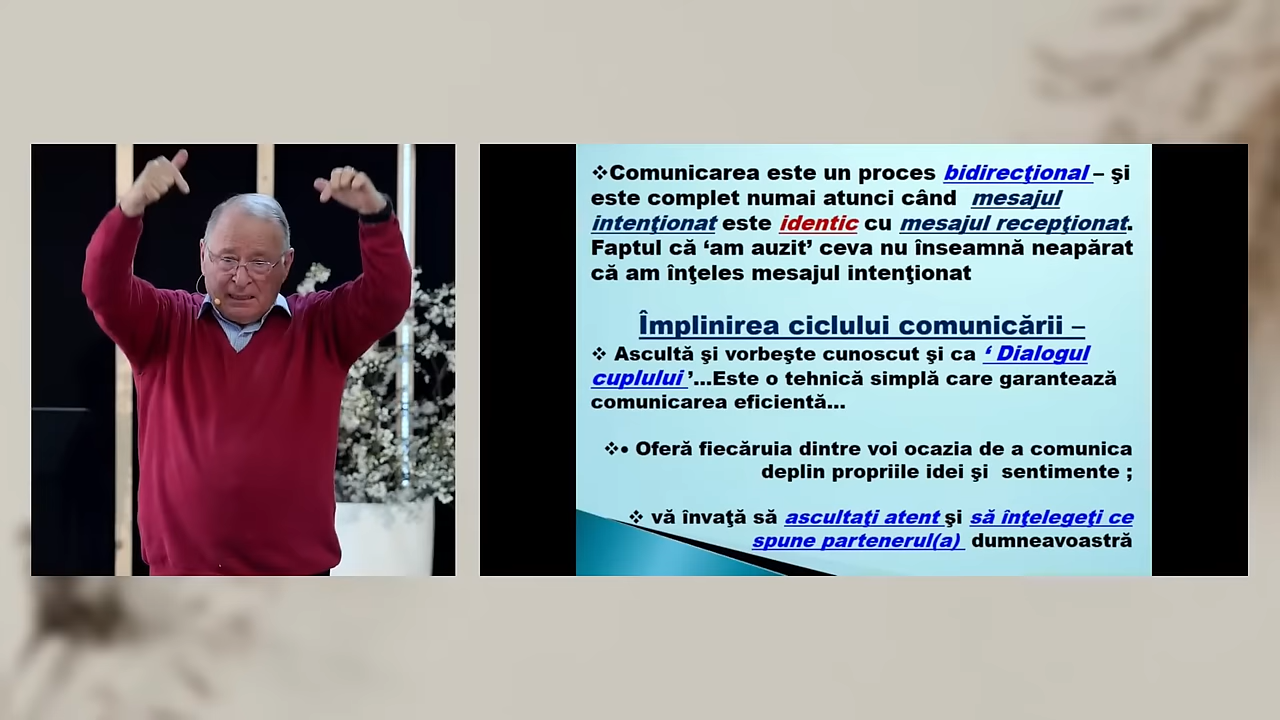 ❖Comunicarea este un proces bidirecţional – şi
este complet numai atunci când mesajul
intenţionat este identic cu mesajul recepţionat.
Faptul că ‘am auzit’ ceva nu înseamnă neapărat
că am înţeles mesajul intenţionat
Împlinirea ciclului comunicării –
❖ Ascultă şi vorbeşte cunoscut şi ca ‘ Dialogul
cuplului ’...Este o tehnică simplă care garantează
comunicarea eficientă...
❖• Oferă fiecăruia dintre voi ocazia de a comunica
deplin propriile idei şi sentimente ;
❖ vă învaţă să ascultaţi atent şi să înţelegeţi ce
spune partenerul(a) dumneavoastră